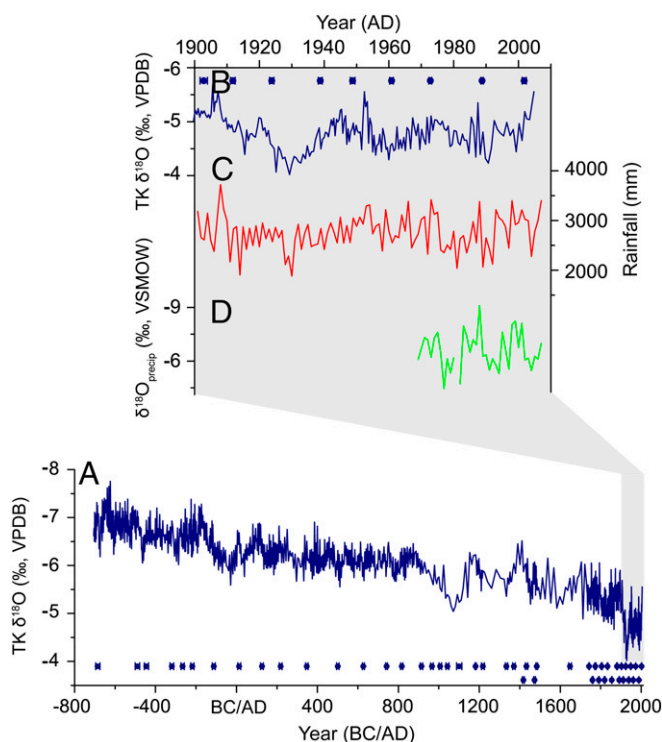 Year (AD)
1900 1920 1940 1960 1980 2000
B
-6
-5
-4
TK δ18O (‰, VPDB)
C
4000
3000
2000
Rainfall (mm)
D
-9
-6
δ18Oprecip (‰, VSMOW)
A
-8
-7
-6
-5
-4
TK δ18O (‰, VPDB)
-800 -400 BC/AD 400 800 1200 1600 2000
Year (BC/AD)